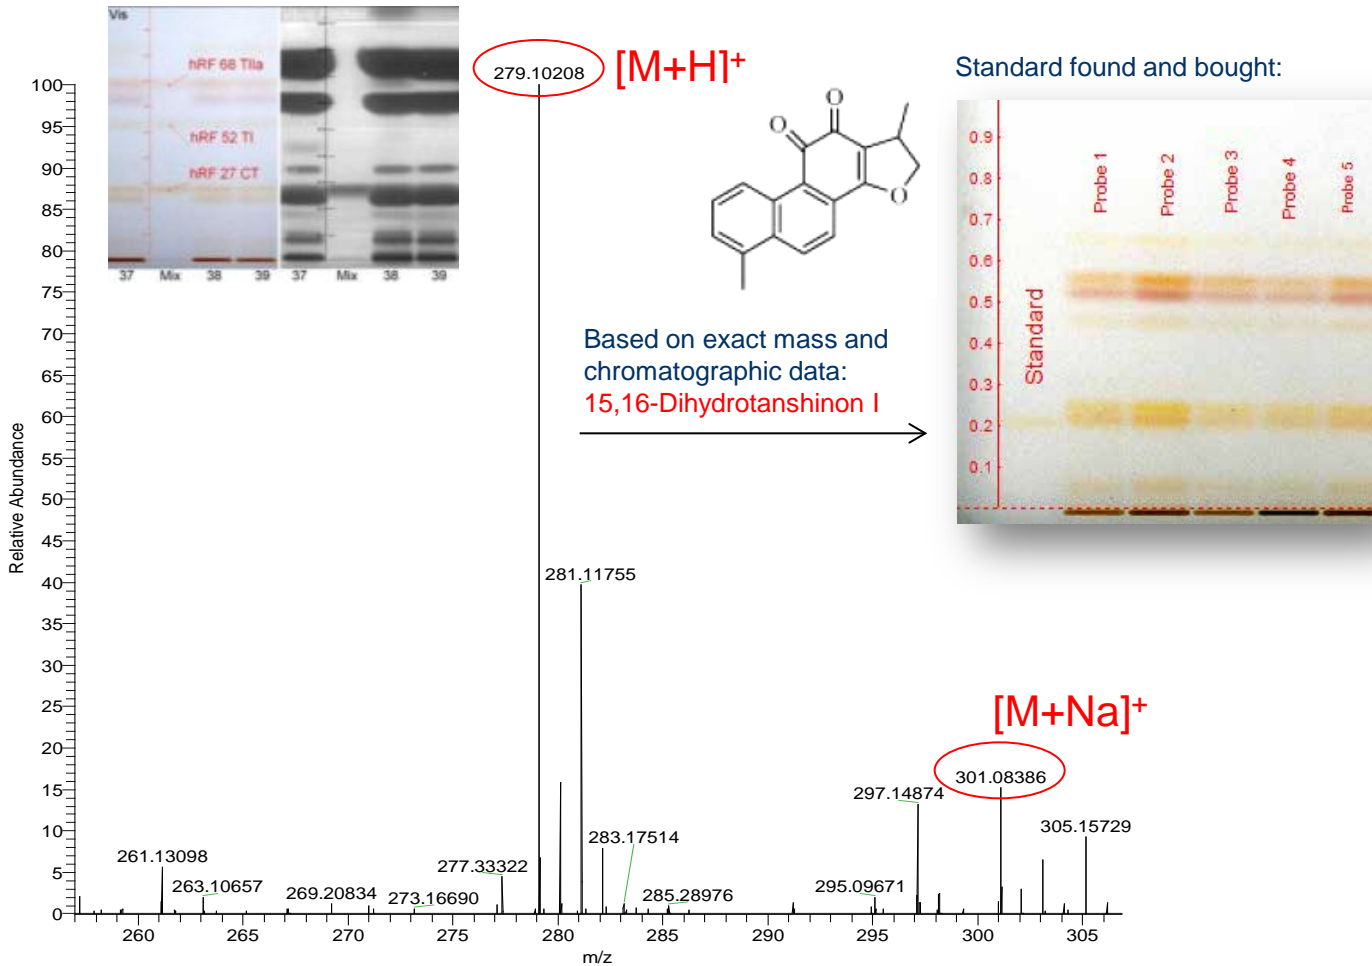 Vis
hRF 68 TIIa
hRF 52 TI
hRF 27 CT
37 Mix 38 39
37 Mix 38 39
279.10208
[M+H]+
Standard found and bought:
O
O
O
Based on exact mass and
chromatographic data:
15,16-Dihydrotanshinon I
0.9
0.8
0.7
0.6
0.5
0.4
0.3
0.2
0.1
Standard
Probe 1
Probe 2
Probe 3
Probe 4
Probe 5
100
95
90
85
80
75
70
65
60
55
50
45
40
35
30
25
20
15
10
5
0
Relative Abundance
281.11755
[M+Na]+
301.08386
297.14874
305.15729
283.17514
261.13098
277.33322
263.10657
269.20834
273.16690
285.28976
295.09671
260 265 270 275 280 285 290 295 300 305
m/z